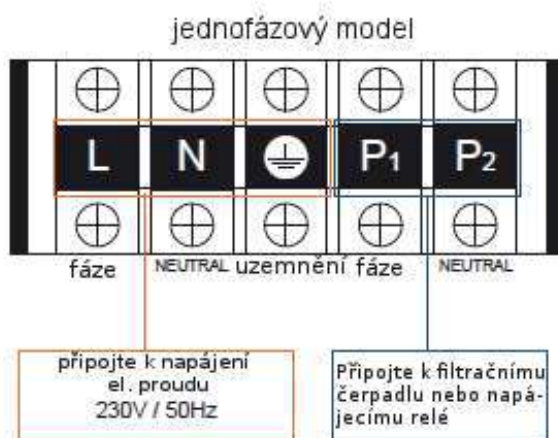 jednofázový model
L N P1 P2
fáze NEUTRAL uzemnění fáze NEUTRAL
připojte k napájení
el. proudu
230V / 50Hz
Připojte k filtračnímu
čerpadlu nebo napá-
jecímu relé